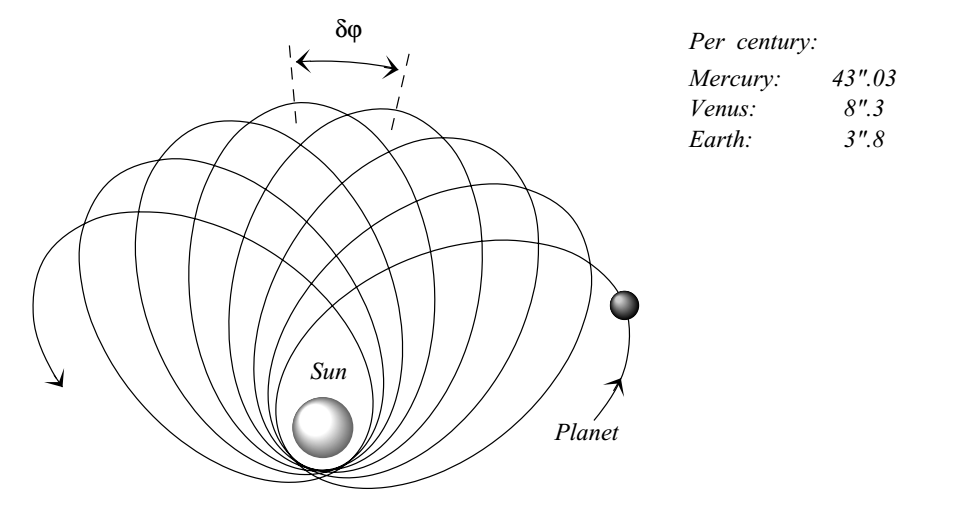 δφ
Per century:
Mercury: 43".03
Venus: 8".3
Earth: 3".8
Sun
Planet